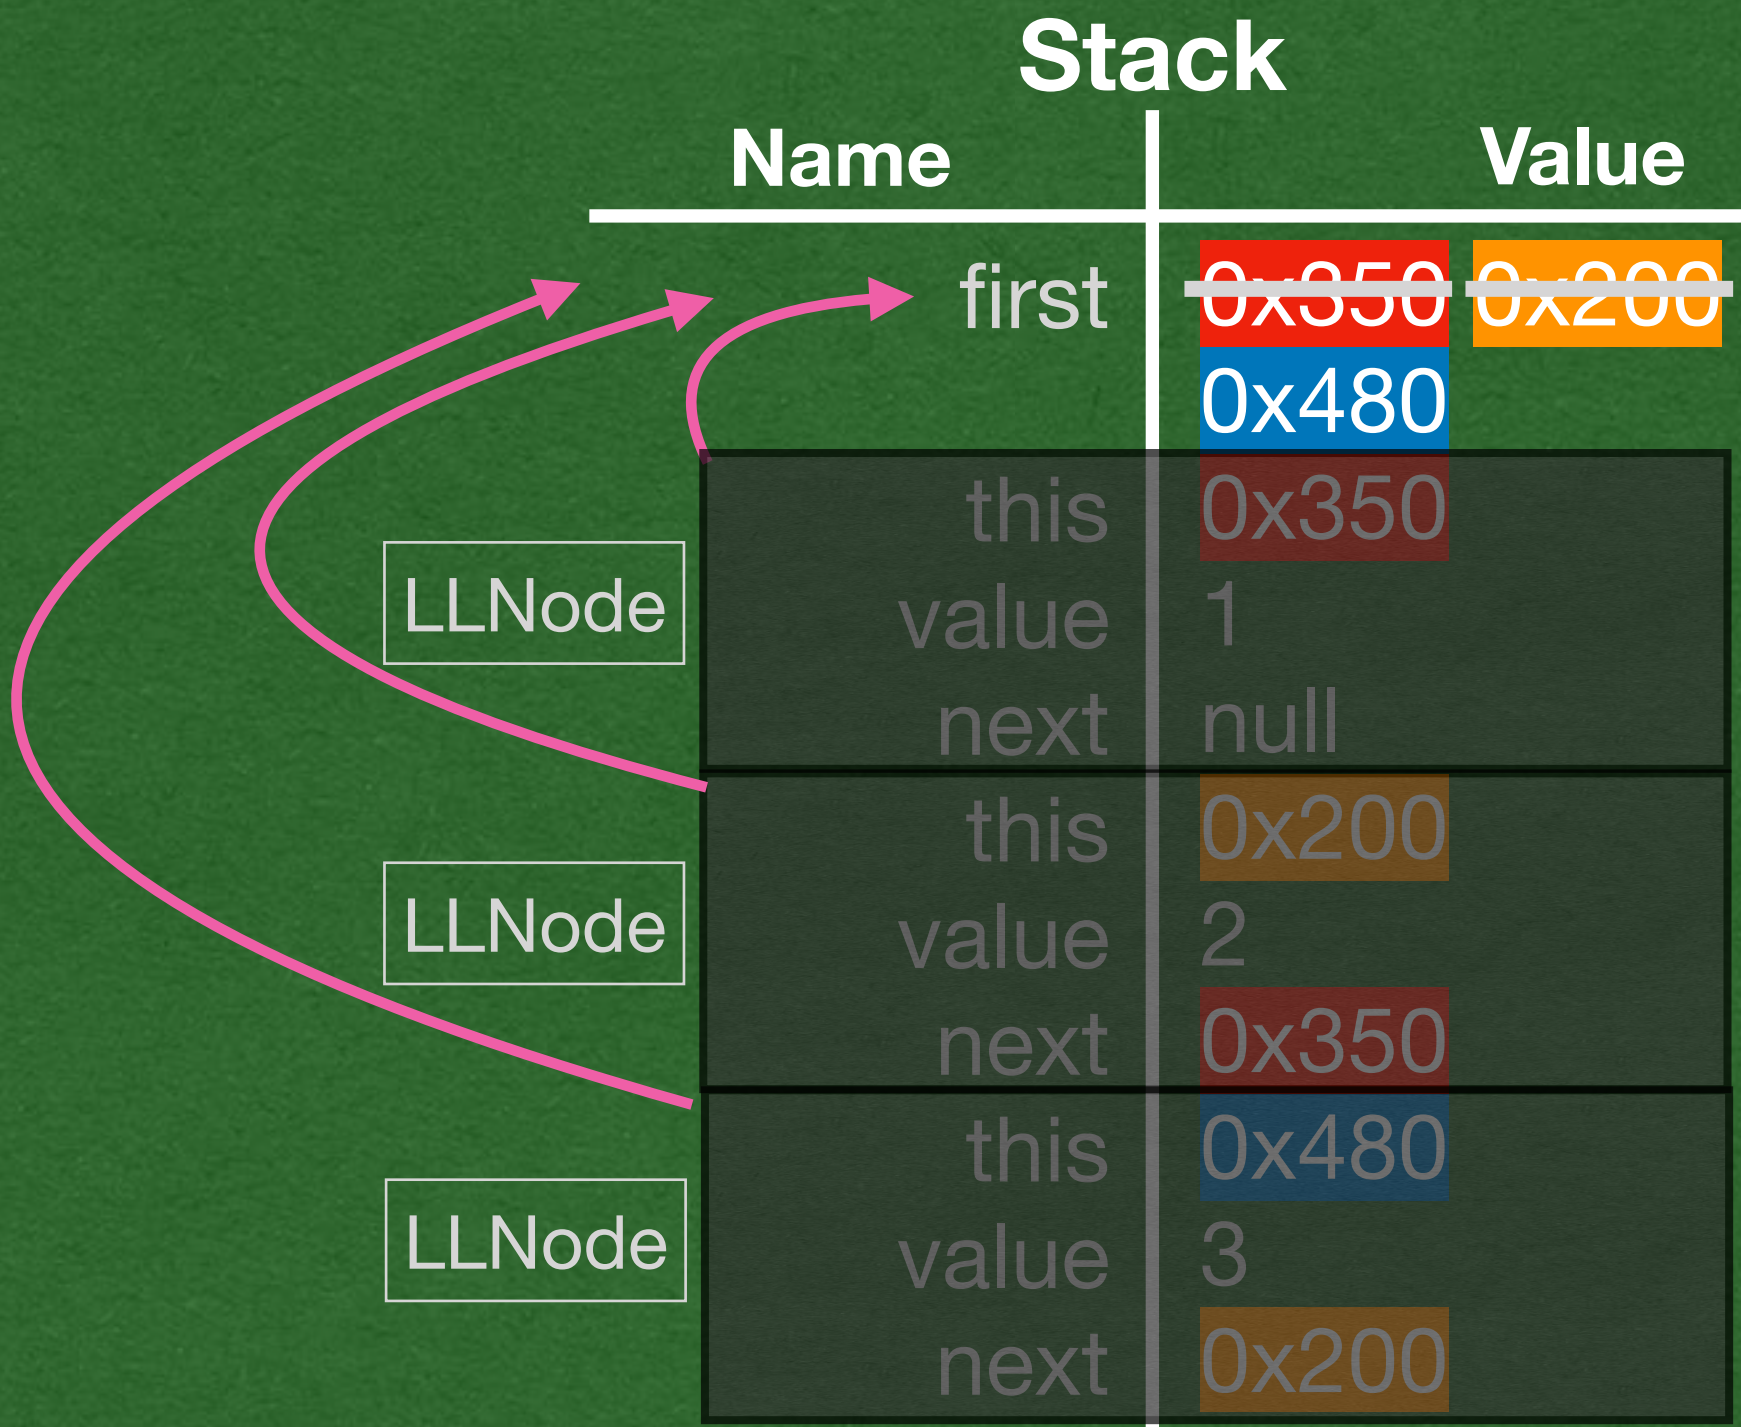 Stack
Name Value
first 0x350 0x200
0x480
this 0x350
LLNode value 1
next null
this 0x200
LLNode value 2
next 0x350
this 0x480
LLNode value 3
next 0x200